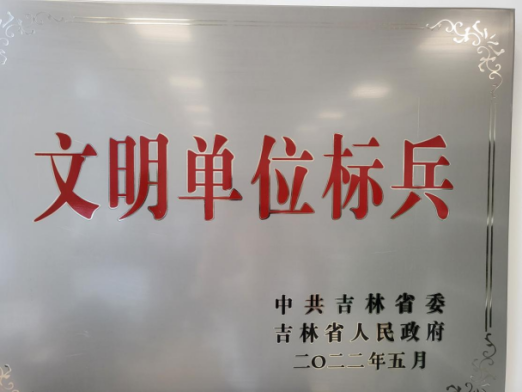 文明单位标兵
中共吉林省委
吉林省人民政府
二〇二二年五月